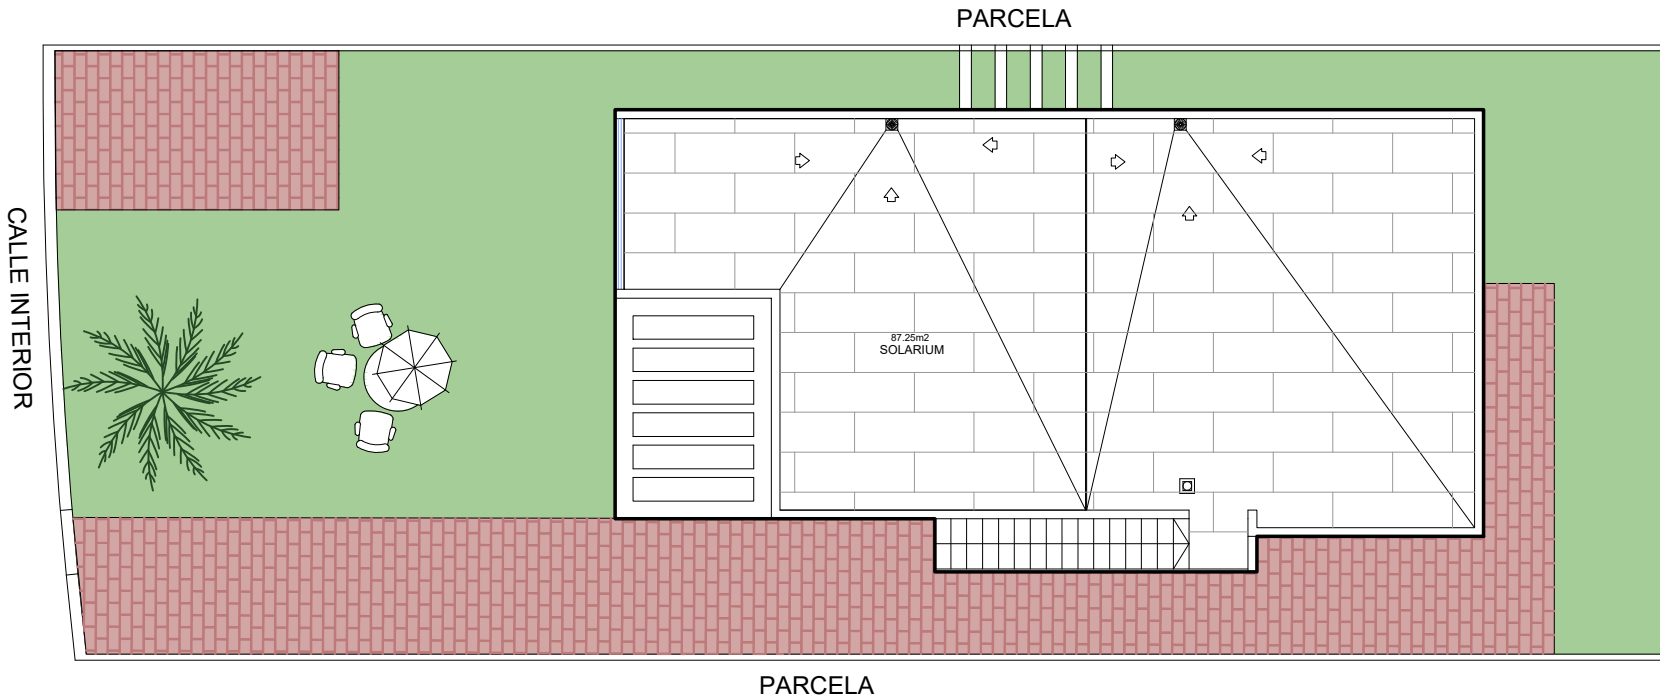 PARCELA
CALLE INTERIOR
87.25m2
SOLARIUM
PARCELA